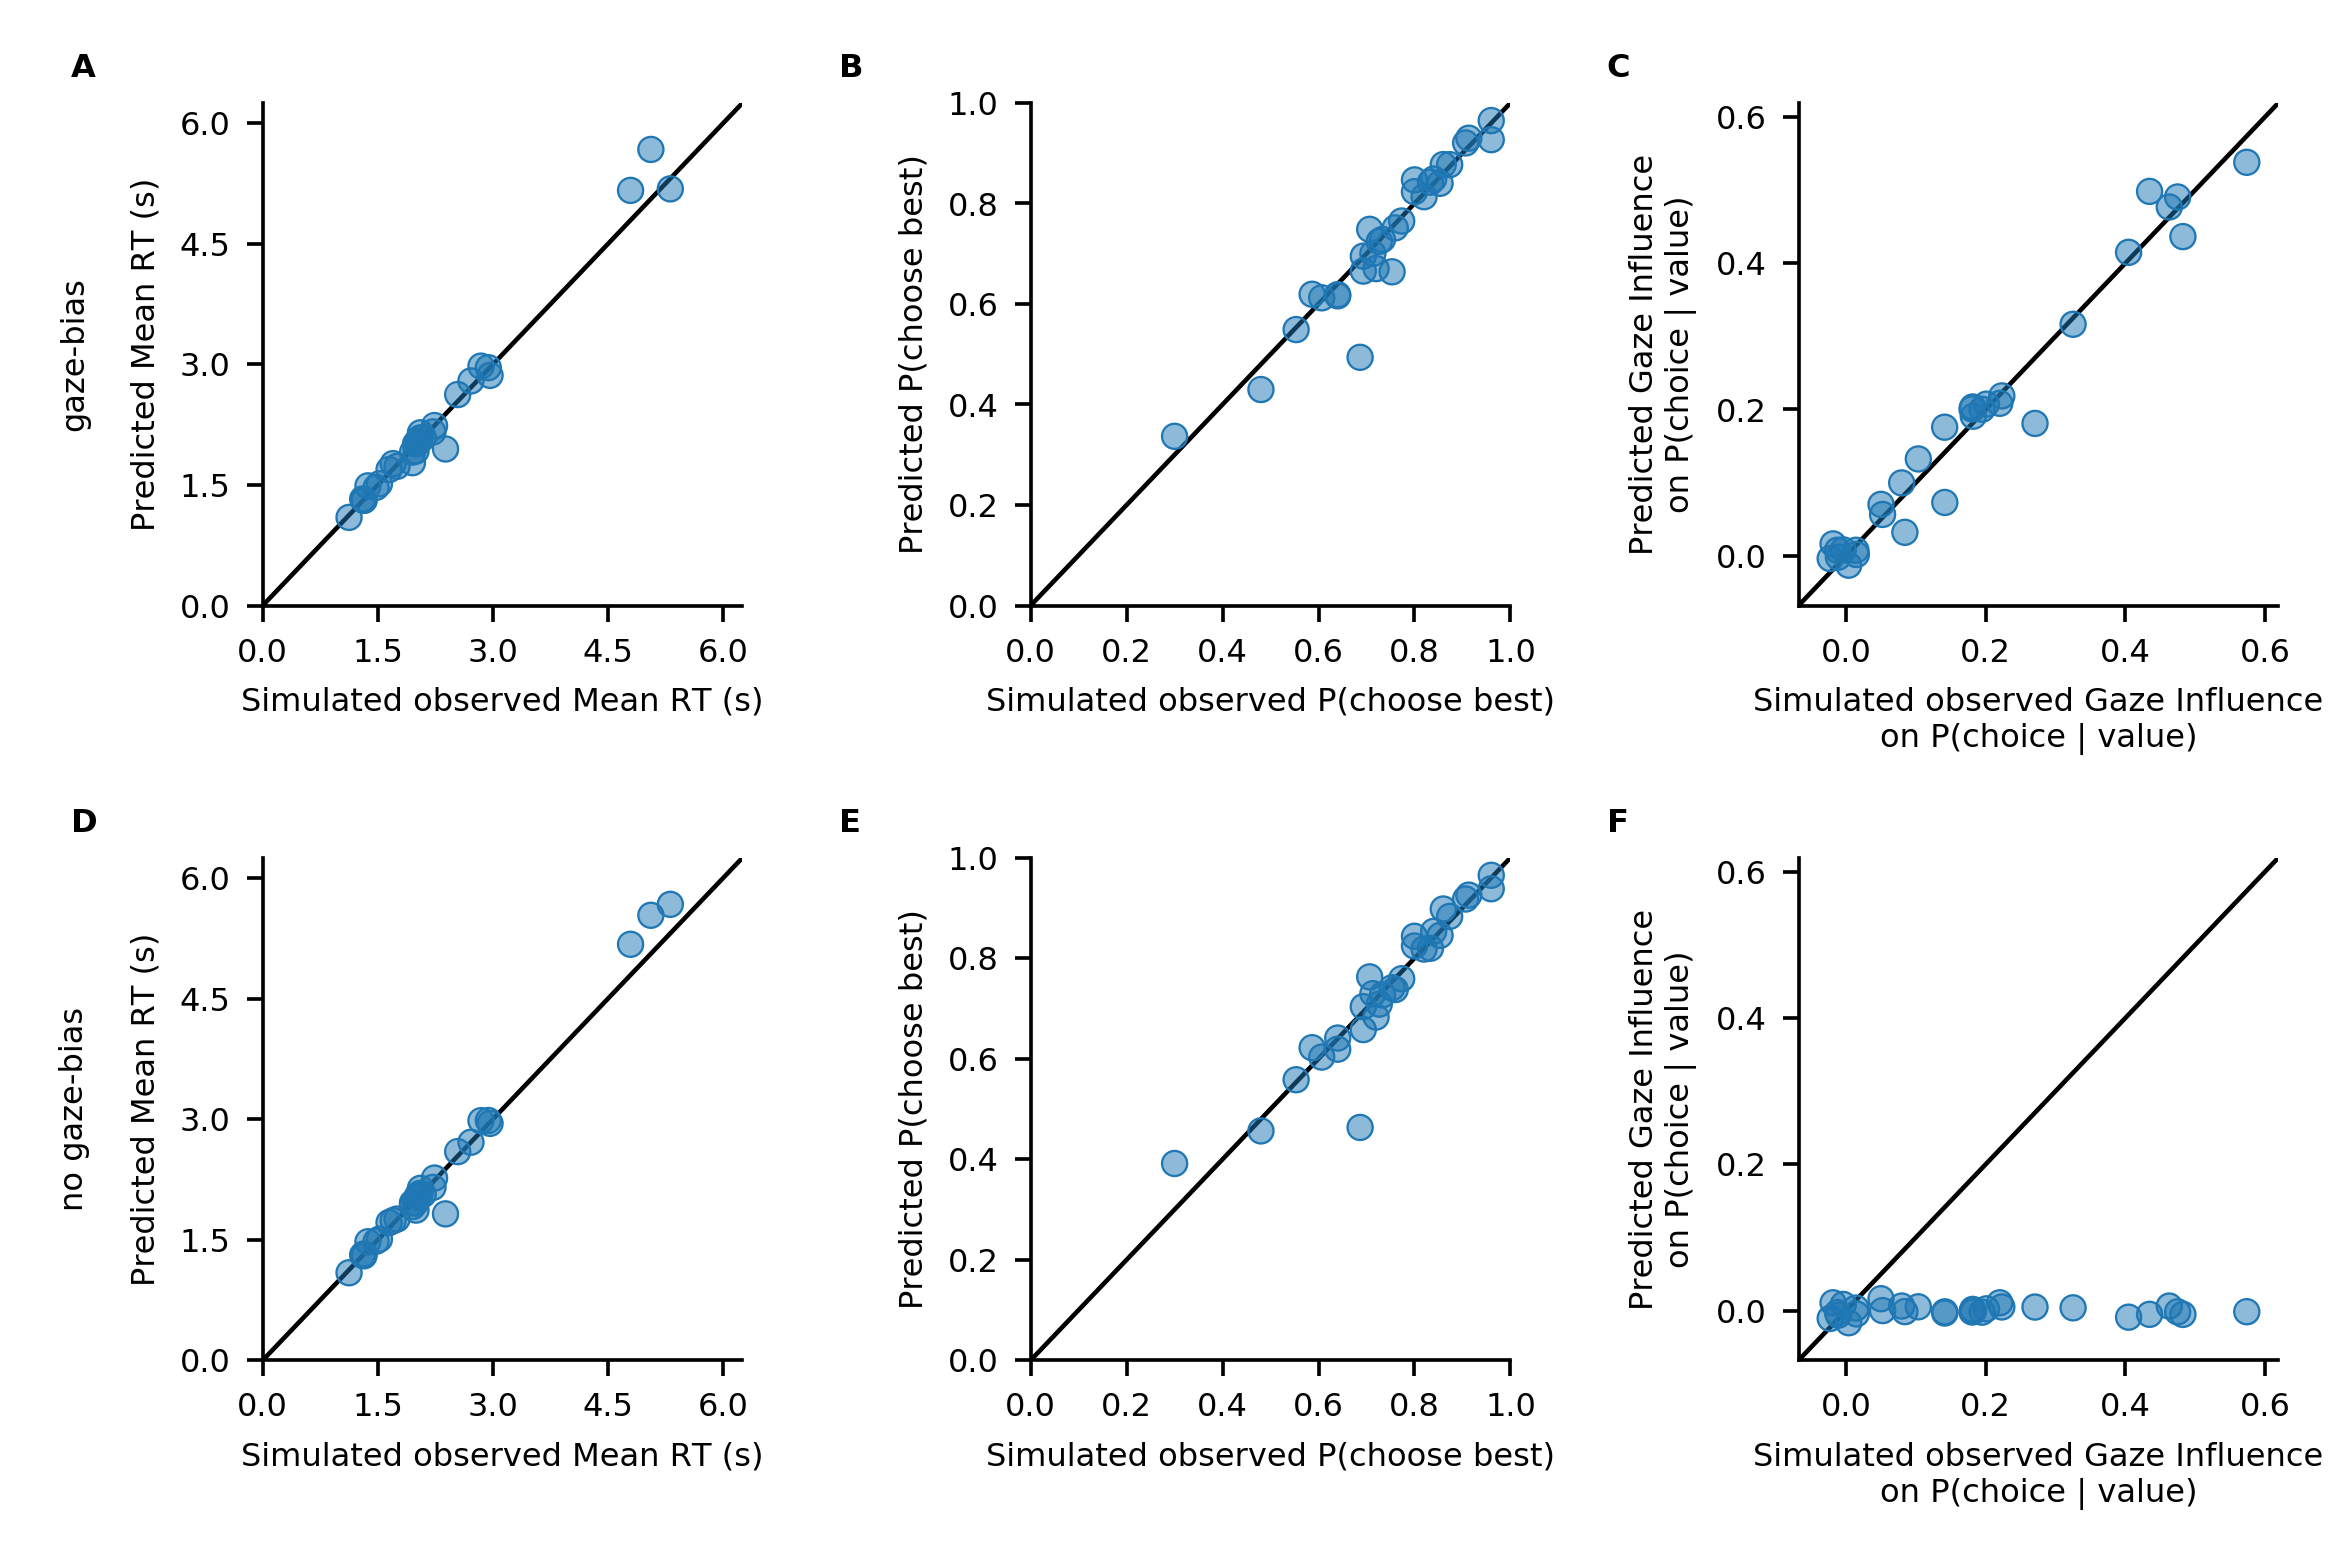 A
gaze-bias
Predicted Mean RT (s)
6.0
4.5
3.0
1.5
0.0
0.0 1.5 3.0 4.5 6.0
Simulated observed Mean RT (s)
B
Predicted P(choose best)
1.0
0.8
0.6
0.4
0.2
0.0
0.0 0.2 0.4 0.6 0.8 1.0
Simulated observed P(choose best)
C
Predicted Gaze Influence
on P(choice | value)
0.6
0.4
0.2
0.0
0.0 0.2 0.4 0.6
Simulated observed Gaze Influence
on P(choice | value)
D
no gaze-bias
Predicted Mean RT (s)
6.0
4.5
3.0
1.5
0.0
0.0 1.5 3.0 4.5 6.0
Simulated observed Mean RT (s)
E
Predicted P(choose best)
1.0
0.8
0.6
0.4
0.2
0.0
0.0 0.2 0.4 0.6 0.8 1.0
Simulated observed P(choose best)
F
Predicted Gaze Influence
on P(choice | value)
0.6
0.4
0.2
0.0
0.0 0.2 0.4 0.6
Simulated observed Gaze Influence
on P(choice | value)